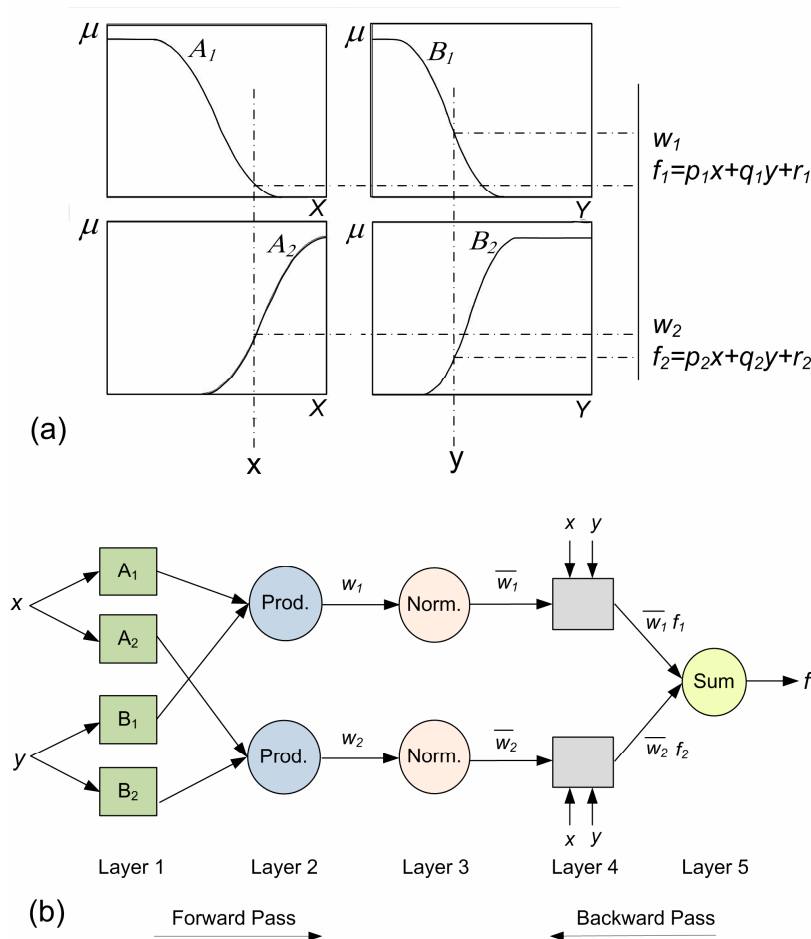 μ
A1
X
μ
B1
Y
w1
f1=p1x+q1y+r1
μ
A2
X
μ
B2
Y
w2
f2=p2x+q2y+r2
(a)
x
y
x
A1
A2
y
B1
B2
Prod.
w1
Norm.
w̅1
x y
w̅1 f1
Prod.
w2
Norm.
w̅2
x y
w̅2 f2
Sum
f
Layer 1
Layer 2
Layer 3
Layer 4
Layer 5
(b)
Forward Pass
Backward Pass